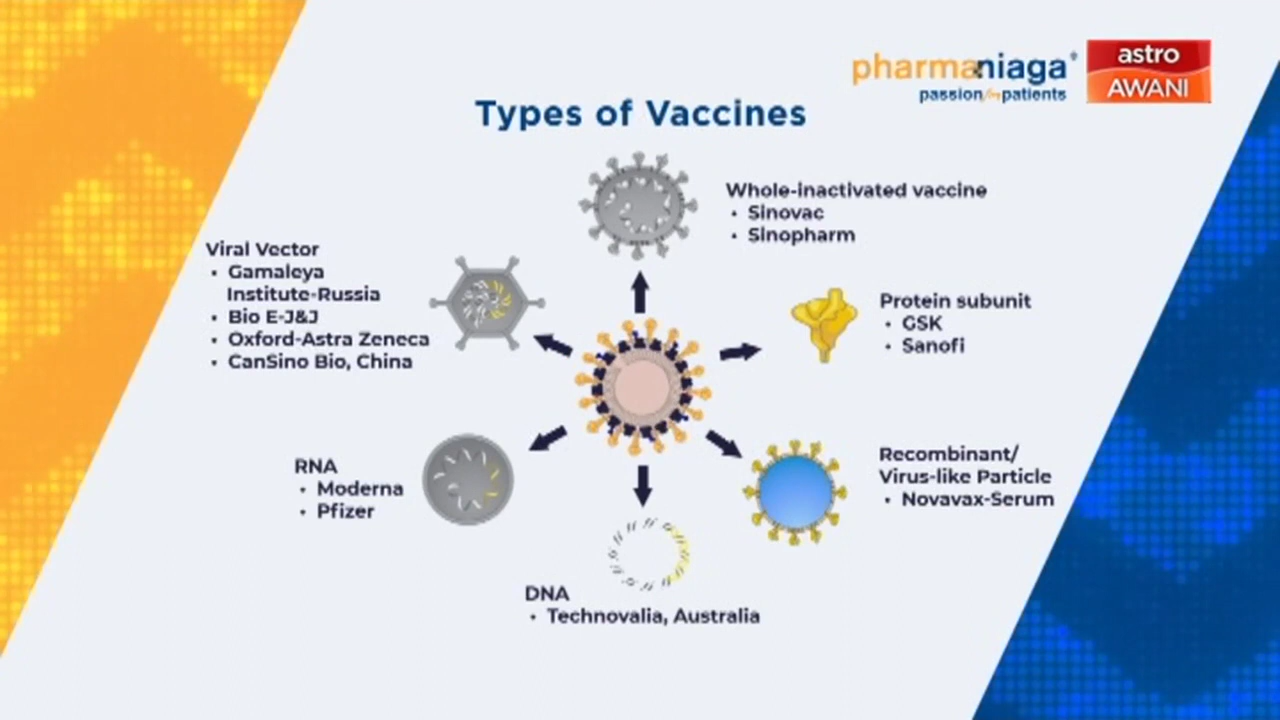 pharmaniaga
passion for patients
astro
AWANI
Types of Vaccines
Whole-inactivated vaccine
• Sinovac
• Sinopharm
Viral Vector
• Gamaleya
Institute-Russia
• Bio E-J&J
• Oxford-Astra Zeneca
• CanSino Bio, China
Protein subunit
• GSK
• Sanofi
RNA
• Moderna
• Pfizer
Recombinant/
Virus-like Particle
• Novavax-Serum
DNA
• Technovalia, Australia